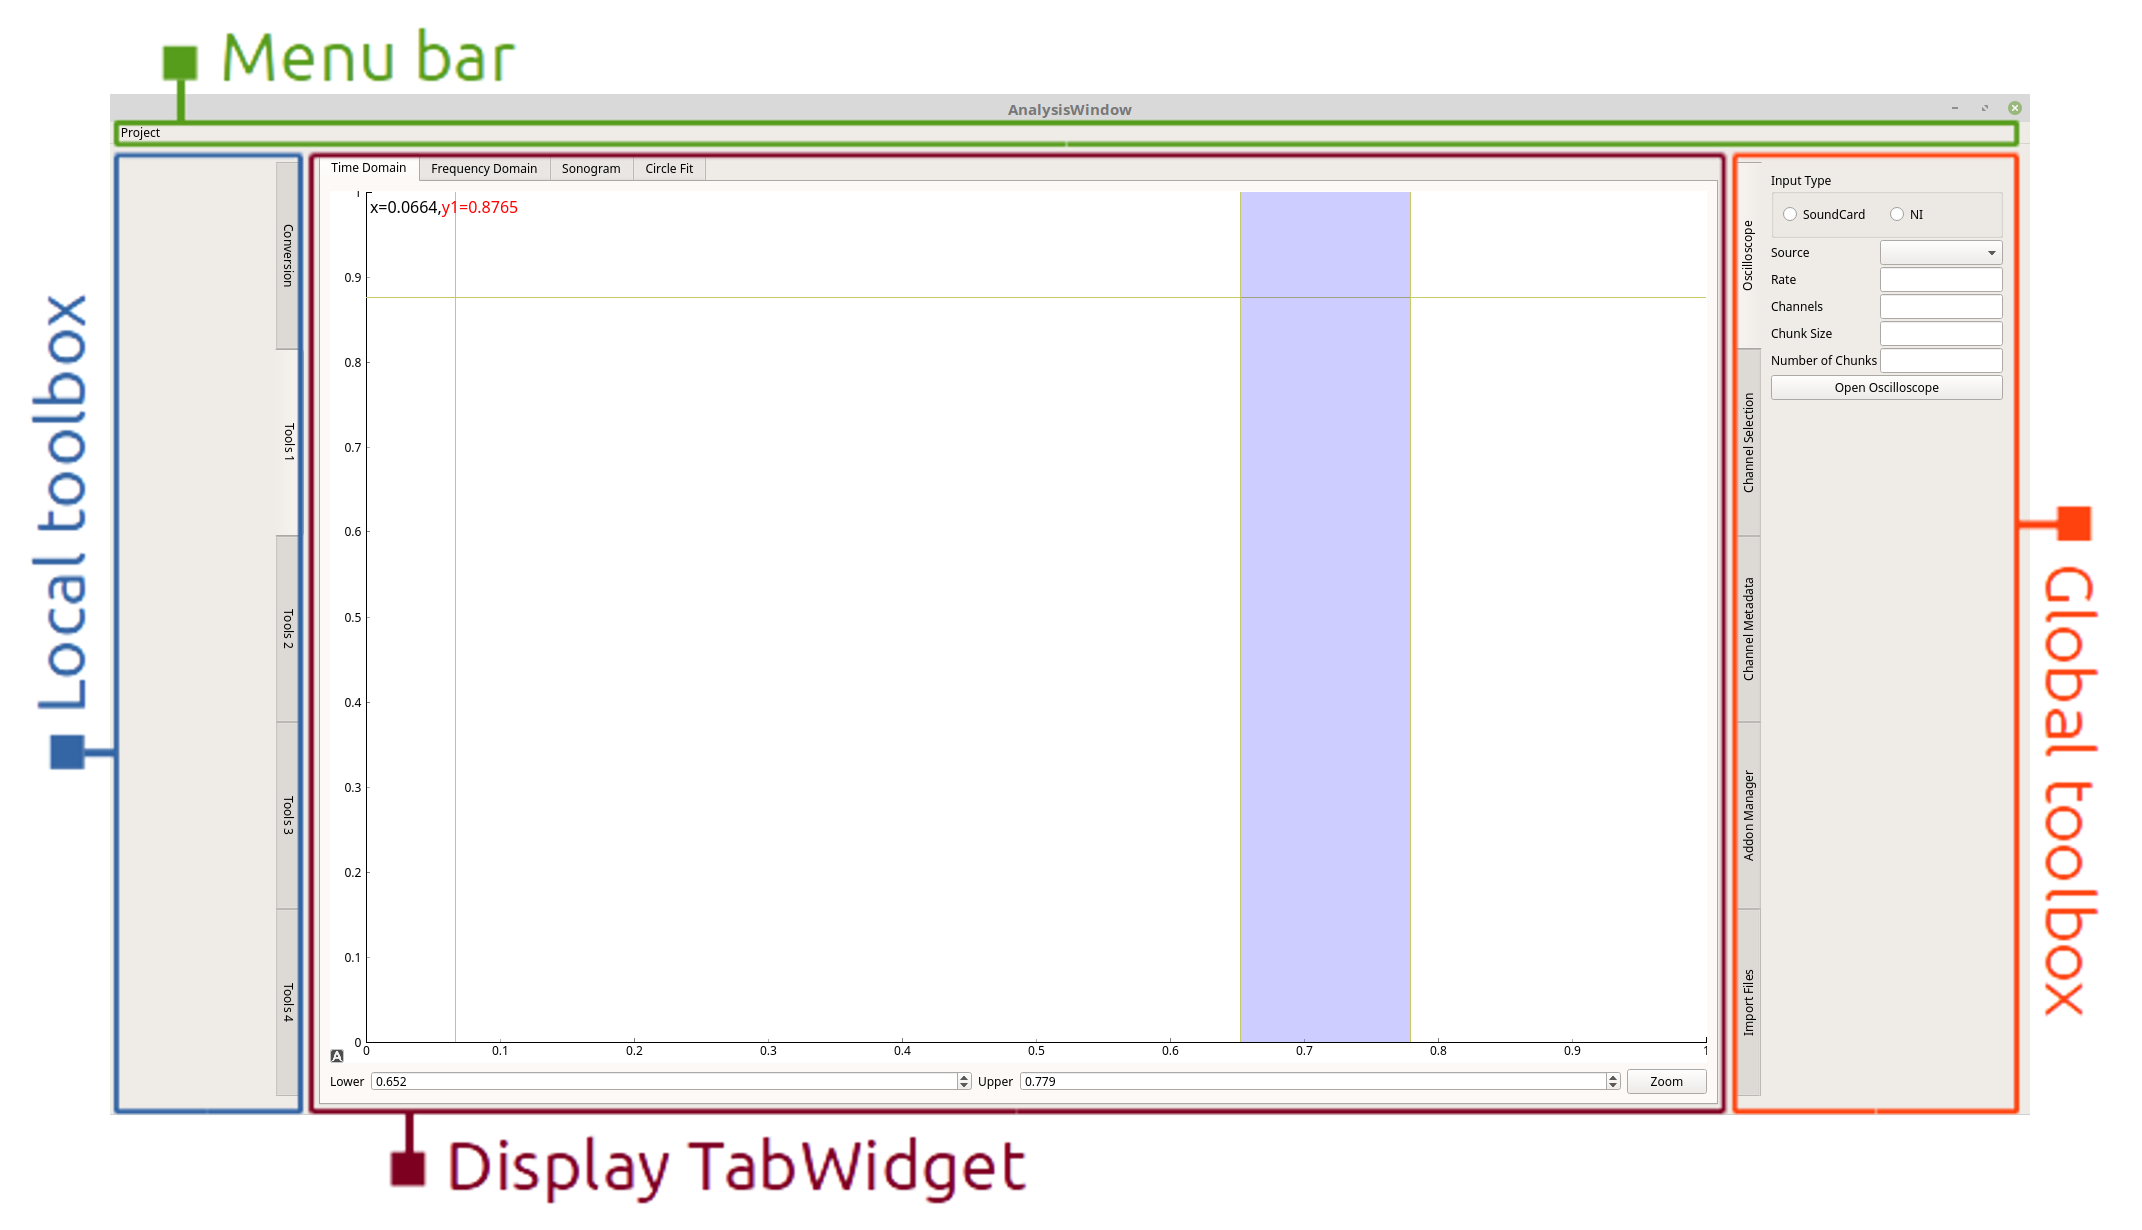 Menu bar
AnalysisWindow
Project
Local toolbox
Conversion
Tools 1
Tools 2
Tools 3
Tools 4
Time Domain
Frequency Domain
Sonogram
Circle Fit
x=0.0664,y1=0.8765
1
0.9
0.8
0.7
0.6
0.5
0.4
0.3
0.2
0.1
0
A
0 0.1 0.2 0.3 0.4 0.5 0.6 0.7 0.8 0.9 1
Lower 0.652 Upper 0.779 Zoom
Display TabWidget
Oscilloscope
Channel Selection
Channel Metadata
Addon Manager
Import Files
Input Type
SoundCard NI
Source
Rate
Channels
Chunk Size
Number of Chunks
Open Oscilloscope
Global toolbox